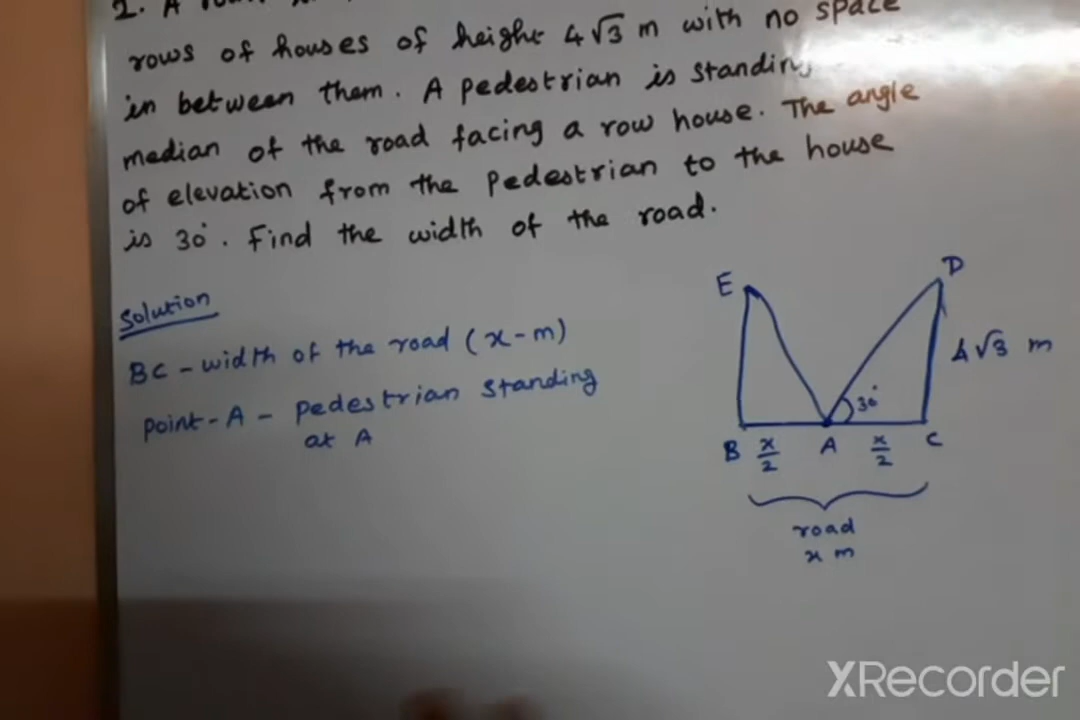 2. A
rows of houses of height 4√3 m with no space
in between them. A pedestrian is standing
median of the road facing a row house. The angle
of elevation from the pedestrian to the house
is 30°. Find the width of the road.
Solution
BC - width of the road (x-m)
point-A - pedestrian standing
at A
E
D
4√3 m
30°
B x/2 A x/2 C
road
x m
XRecorder